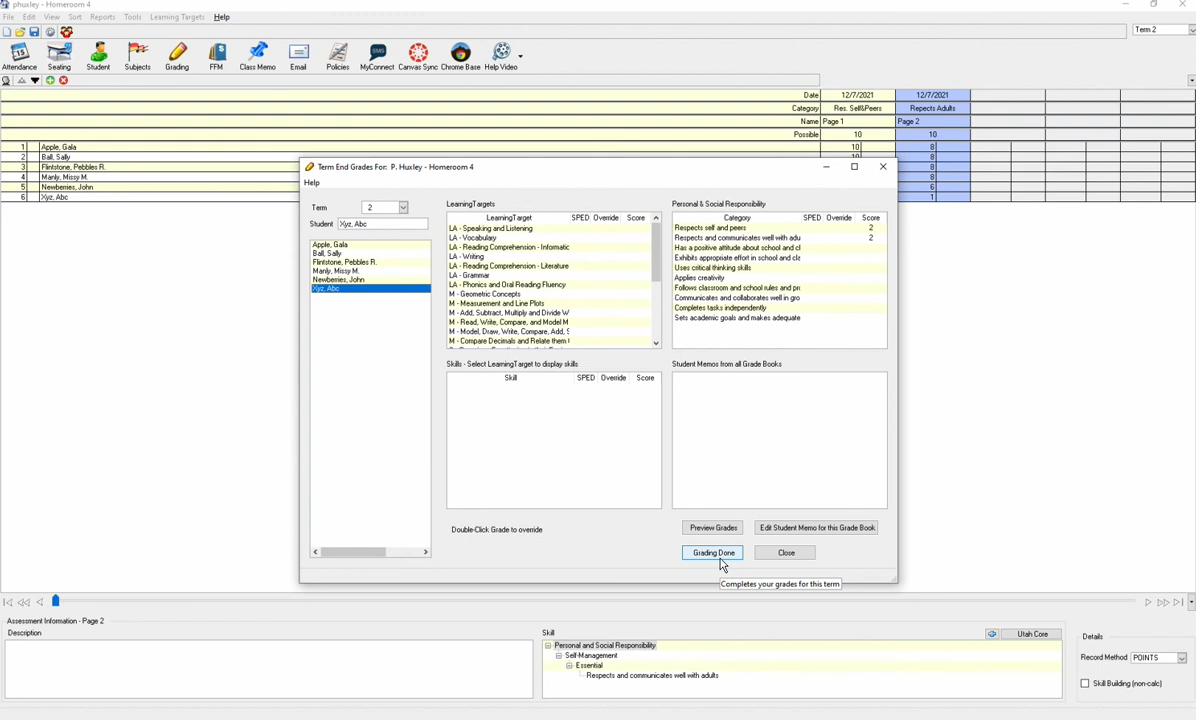 phuxley - Homeroom 4
File Edit View Sort Reports Tools Learning Targets Help
Term 2
Attendance Seating Student Subjects Grading FFM Class Memo Email Policies MyConnect Canvas Sync Chrome Base Help Video
Date 12/7/2021 12/7/2021
Category Res. Self&Peers Repects Adults
Name Page 1 Page 2
Possible 10 10
1 Apple, Gala 10 8
2 Ball, Sally 10 8
3 Flintstone, Pebbles R. 8
4 Manly, Missy M. 8
5 Newberries, John 6
6 Xyz, Abc 1
Term End Grades For: P. Huxley - Homeroom 4
Help
Term 2
Student Xyz, Abc
Apple, Gala
Ball, Sally
Flintstone, Pebbles R.
Manly, Missy M.
Newberries, John
Xyz, Abc
LearningTargets
LearningTarget SPED Override Score
LA - Speaking and Listening
LA - Vocabulary
LA - Reading Comprehension - Informatic
LA - Writing
LA - Reading Comprehension - Literature
LA - Grammar
LA - Phonics and Oral Reading Fluency
M - Geometric Concepts
M - Measurement and Line Plots
M - Add, Subtract, Multiply and Divide W
M - Read, Write, Compare, and Model M
M - Model, Draw, Write, Compare, Add, S
M - Compare Decimals and Relate them t
Personal & Social Responsibility
Category SPED Override Score
Respects self and peers 2
Respects and communicates well with adu 2
Has a positive attitude about school and cl
Exhibits appropriate effort in school and cla
Uses critical thinking skills
Applies creativity
Follows classroom and school rules and pro
Communicates and collaborates well in gro
Completes tasks independently
Sets academic goals and makes adequate
Skills - Select LearningTarget to display skills
Skill SPED Override Score
Student Memos from all Grade Books
Double-Click Grade to override
Preview Grades Edit Student Memo for this Grade Book
Grading Done Close
Completes your grades for this term
Assessment Information - Page 2
Description
Skill
Utah Core
Personal and Social Responsibility
Self-Management
Essential
Respects and communicates well with adults
Details
Record Method POINTS
Skill Building (non-calc)